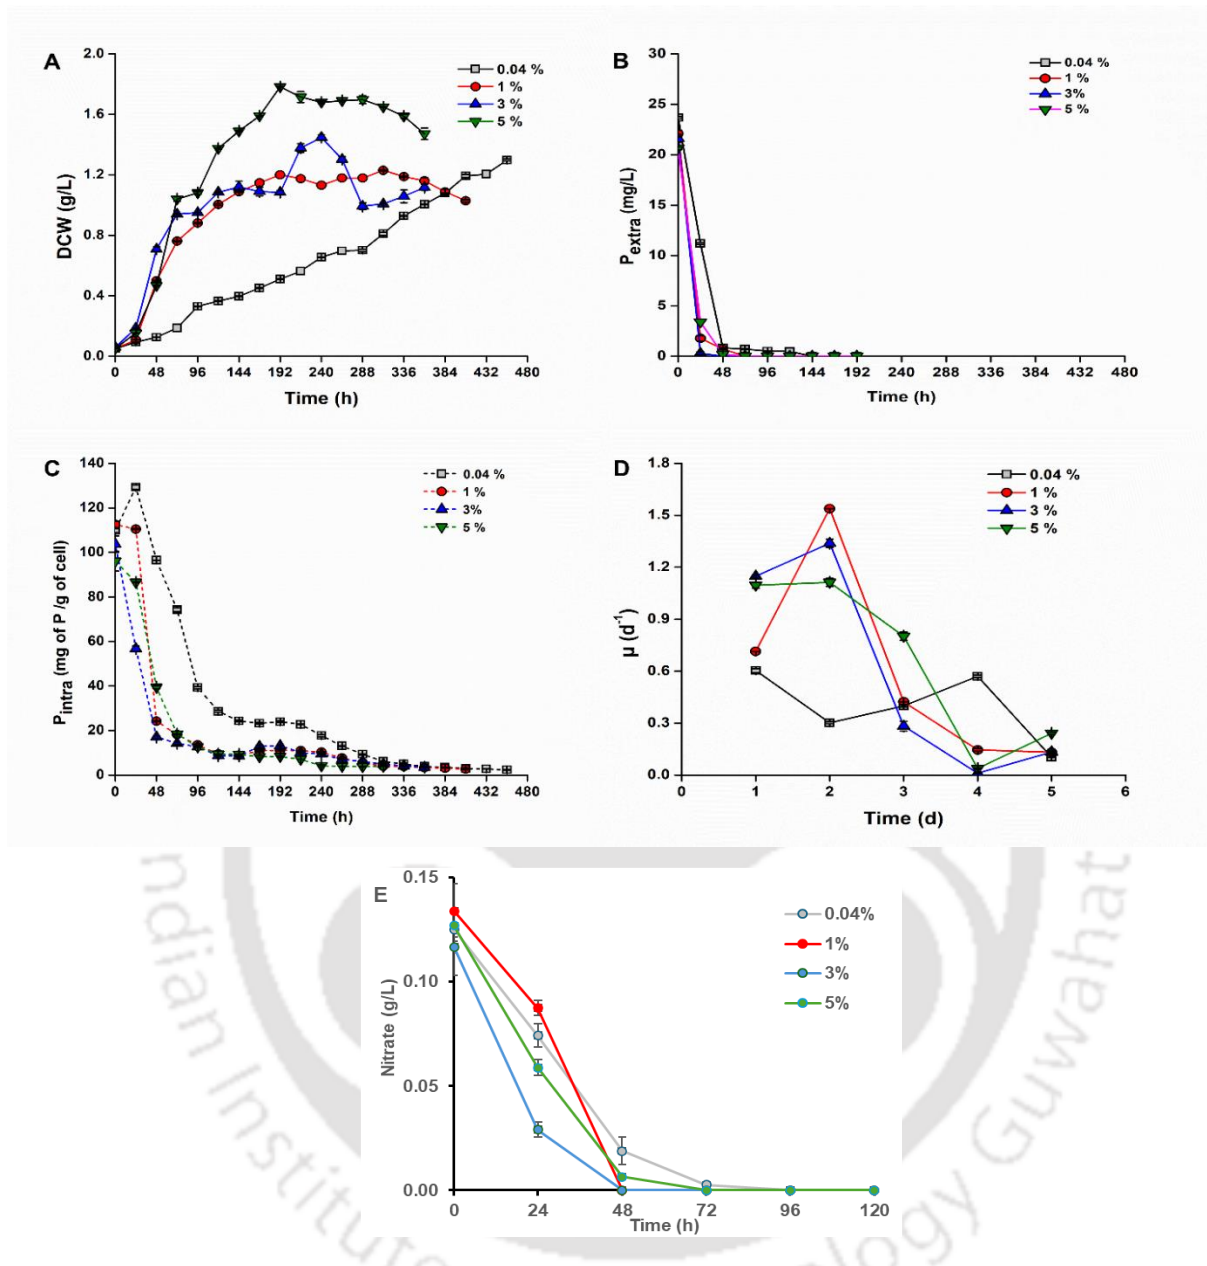 A
DCW (g/L)
2.0
1.6
1.2
0.8
0.4
0.0
0 48 96 144 192 240 288 336 384 432 480
Time (h)
0.04 %
1 %
3 %
5 %
B
Pextra (mg/L)
30
25
20
15
10
5
0
0 48 96 144 192 240 288 336 384 432 480
Time (h)
0.04 %
1 %
3%
5 %
C
Pintra (mg of P /g of cell)
140
120
100
80
60
40
20
0
0 48 96 144 192 240 288 336 384 432 480
Time (h)
0.04 %
1 %
3%
5 %
D
µ (d-1)
1.8
1.5
1.2
0.9
0.6
0.3
0.0
0 1 2 3 4 5 6
Time (d)
0.04 %
1 %
3 %
5 %
E
Nitrate (g/L)
0.15
0.10
0.05
0.00
0 24 48 72 96 120
Time (h)
0.04%
1%
3%
5%
ndian Institute
ology Guwahat